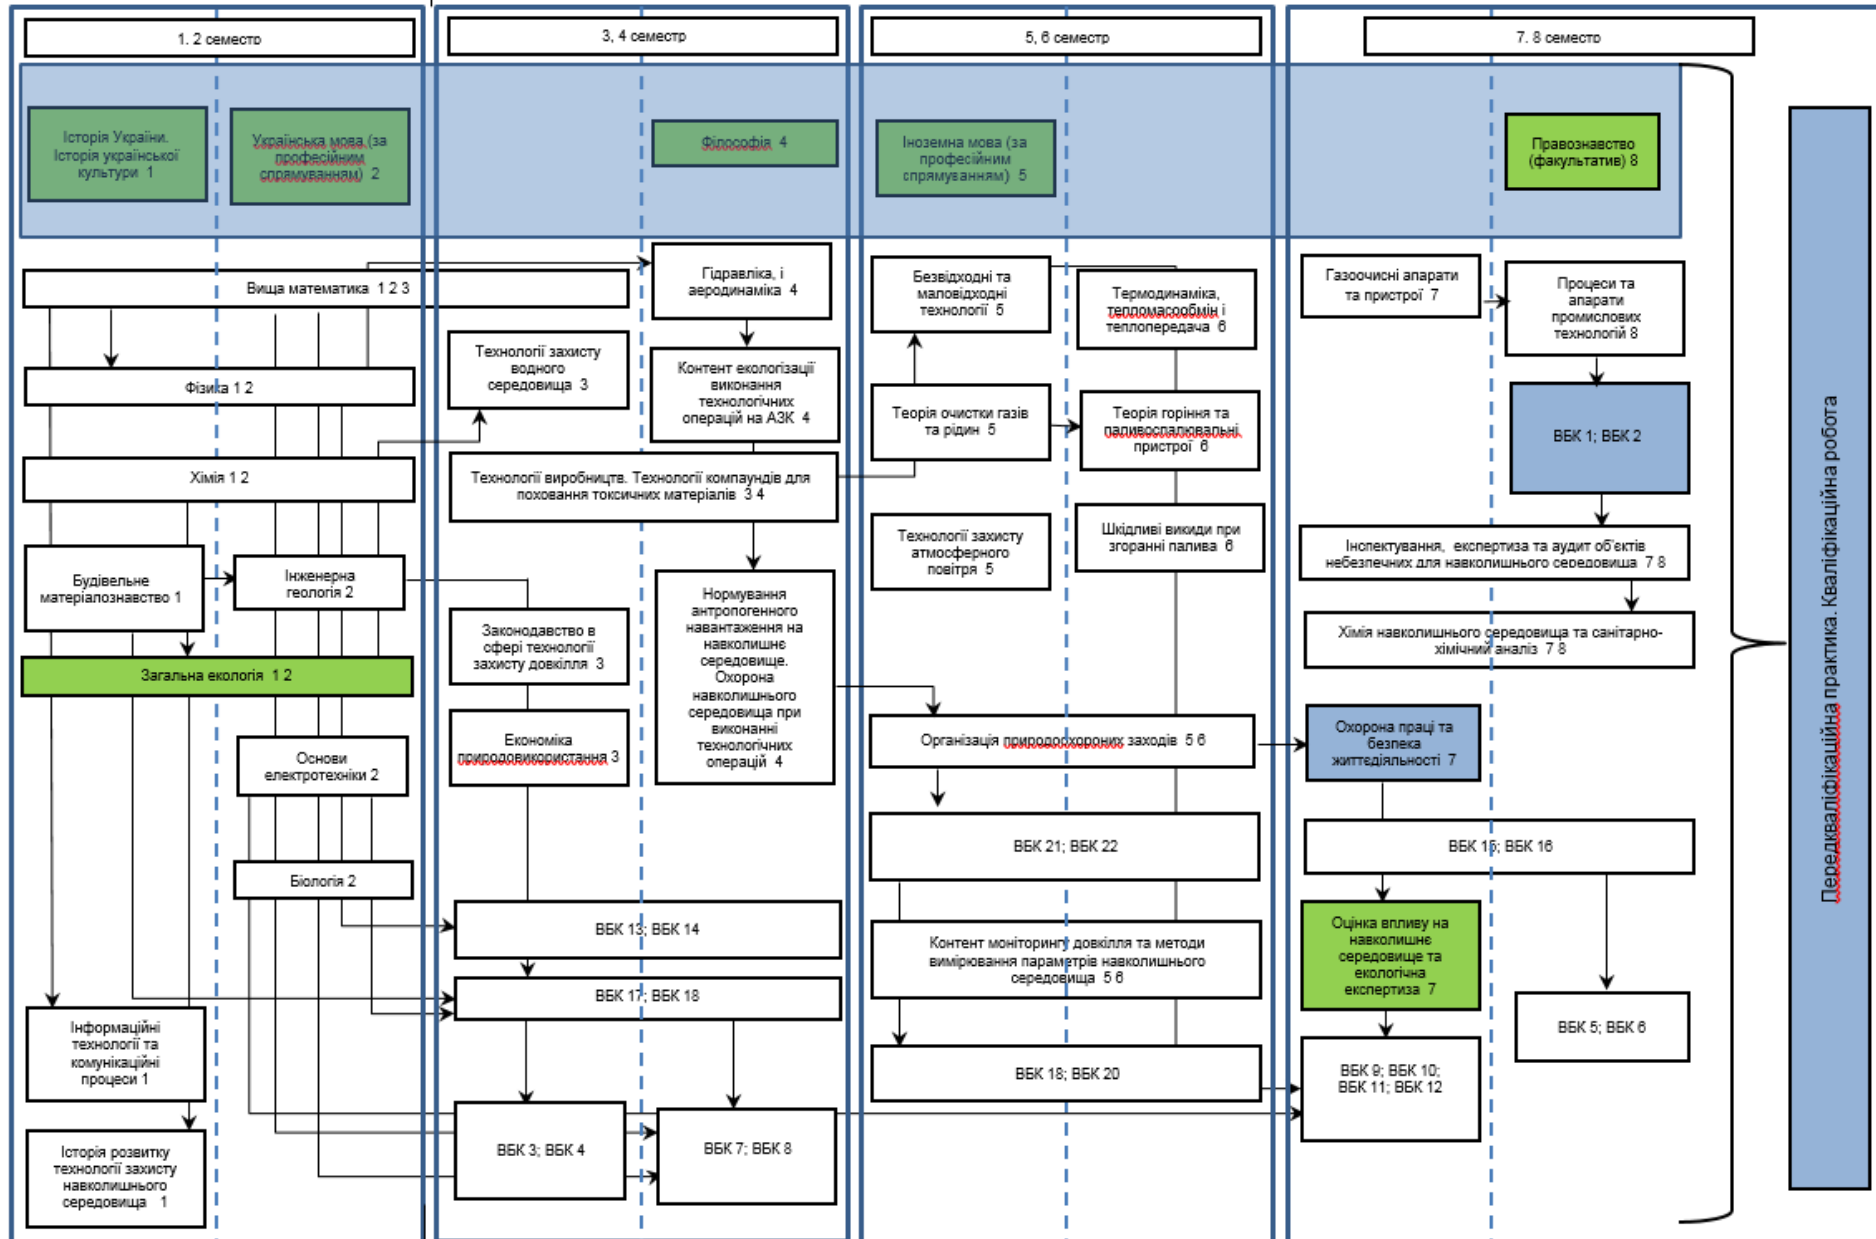 1. 2 семестр
3, 4 семестр
5, 6 семестр
7. 8 семестр
Історія України.
Історія української
культури 1
Українська мова (за
професійним
спрямуванням) 2
Філософія 4
Іноземна мова (за
професійним
спрямуванням) 5
Правознавство
(факультатив) 8
Вища математика 1 2 3
Фізика 1 2
Хімія 1 2
Будівельне
матеріалознавство 1
Інженерна
геологія 2
Загальна екологія 1 2
Основи
електротехніки 2
Біологія 2
Інформаційні
технології та
комунікаційні
процеси 1
Історія розвитку
технології захисту
навколишнього
середовища 1
Гідравліка, і
аеродинаміка 4
Технології захисту
водного
середовища 3
Контент екологізації
виконання
технологічних
операцій на АЗК 4
Технології виробництв. Технології компаундів для
поховання токсичних матеріалів 3 4
Законодавство в
сфері технології
захисту довкілля 3
Економіка
природовикористання 3
Нормування
антропогенного
навантаження на
навколишнє
середовище.
Охорона
навколишнього
середовища при
виконанні
технологічних
операцій 4
ВБК 13; ВБК 14
ВБК 17; ВБК 18
ВБК 3; ВБК 4
ВБК 7; ВБК 8
Безвідходні та
маловідходні
технології 5
Термодинаміка,
тепломасообмін і
теплопередача 6
Теорія очистки газів
та рідин 5
Теорія горіння та
паливоспалювальні
пристрої 6
Технології захисту
атмосферного
повітря 5
Шкідливі викиди при
згоранні палива 6
Організація природоохороних заходів 5 6
ВБК 21; ВБК 22
Контент моніторингу довкілля та методи
вимірювання параметрів навколишнього
середовища 5 6
ВБК 18; ВБК 20
Газоочисні апарати
та пристрої 7
Процеси та
апарати
промислових
технологій 8
ВБК 1; ВБК 2
Інспектування, експертиза та аудит об'єктів
небезпечних для навколишнього середовища 7 8
Хімія навколишнього середовища та санітарно-
хімічний аналіз 7 8
Охорона праці та
безпека
життєдіяльності 7
ВБК 15; ВБК 16
Оцінка впливу на
навколишнє
середовище та
екологічна
експертиза 7
ВБК 5; ВБК 6
ВБК 9; ВБК 10;
ВБК 11; ВБК 12
Передкваліфікаційна практика. Кваліфікаційна робота